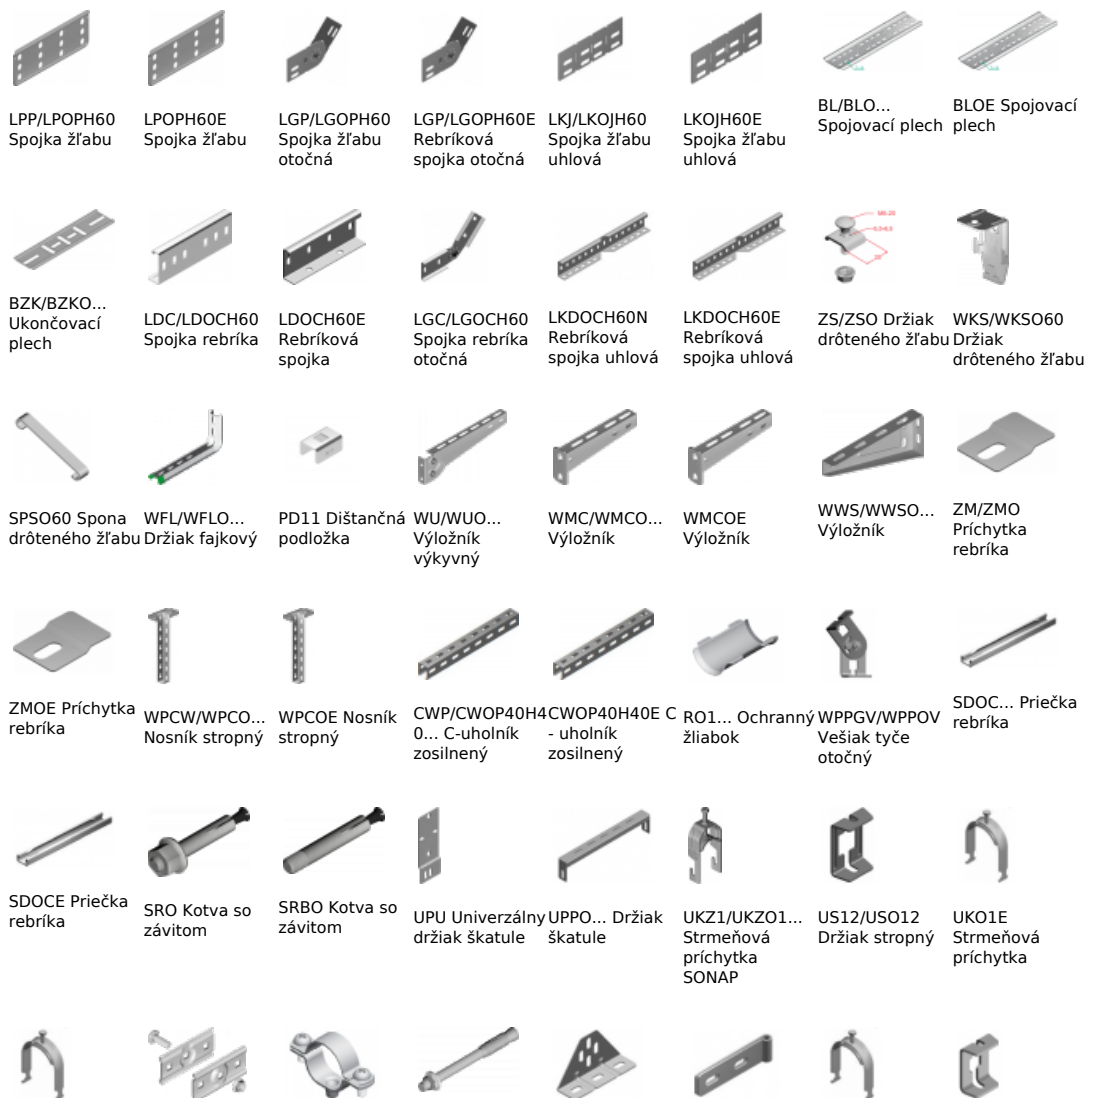 LPP/LPOPH60
Spojka žľabu
LPOPH60E
Spojka žľabu
LGP/LGOPH60
Spojka žľabu
otočná
LGP/LGOPH60E
Rebríková
spojka otočná
LKJ/LKOJH60
Spojka žľabu
uhlová
LKOJH60E
Spojka žľabu
uhlová
BL/BLO...
Spojovací plech
BLOE Spojovací
plech
BZK/BZKO...
Ukončovací
plech
LDC/LDOCH60
Spojka rebríka
LDOCH60E
Rebríková
spojka
LGC/LGOCH60
Spojka rebríka
otočná
LKDOCH60N
Rebríková
spojka uhlová
LKDOCH60E
Rebríková
spojka uhlová
ZS/ZSO Držiak
drôteného žľabu
WKS/WKSO60
Držiak
drôteného žľabu
SPSO60 Spona
drôteného žľabu
WFL/WFLO...
Držiak fajkový
PD11 Dištančná
podložka
WU/WUO...
Výložník
výkyvný
WMC/WMCO...
Výložník
WMCOE
Výložník
WWS/WWSO...
Výložník
ZM/ZMO
Príchytka
rebríka
ZMOE Príchytka
rebríka
WPCW/WPCO...
Nosník stropný
WPCOE Nosník
stropný
CWP/CWOP40H4
0... C-uholník
zosilnený
CWOP40H40E C
- uholník
zosilnený
RO1... Ochranný
žliabok
WPPGV/WPPOV
Vešiak tyče
otočný
SDOC... Priečka
rebríka
SDOCE Priečka
rebríka
SRO Kotva so
závitom
SRBO Kotva so
závitom
UPU Univerzálny
držiak škatule
UPPO... Držiak
škatule
UKZ1/UKZO1...
Strmeňová
príchytka
SONAP
US12/USO12
Držiak stropný
UKO1E
Strmeňová
príchytka